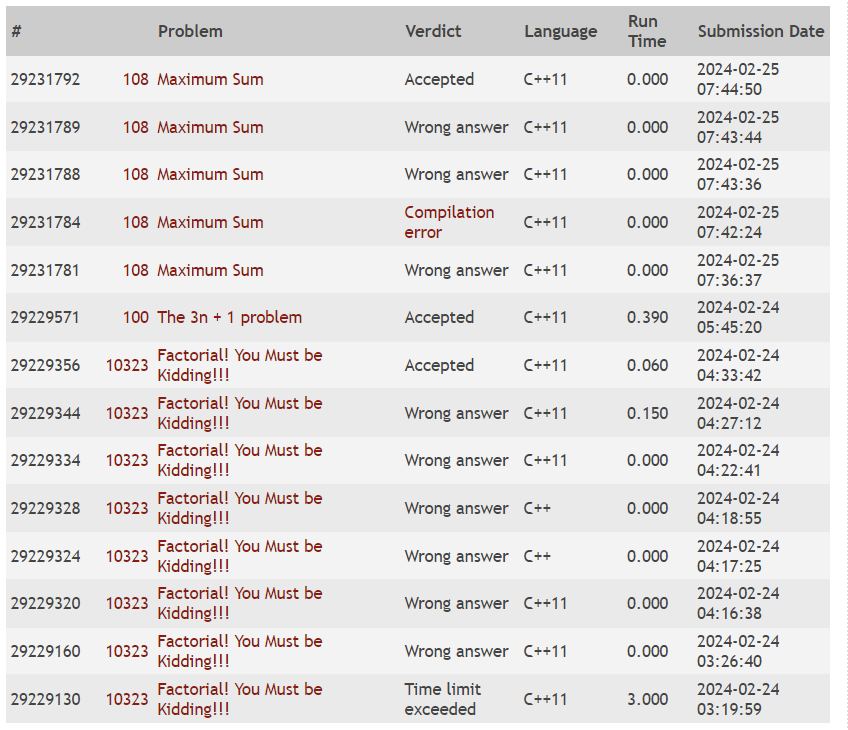 # Problem Verdict Language Run Time Submission Date
29231792 108 Maximum Sum Accepted C++11 0.000 2024-02-25 07:44:50
29231789 108 Maximum Sum Wrong answer C++11 0.000 2024-02-25 07:43:44
29231788 108 Maximum Sum Wrong answer C++11 0.000 2024-02-25 07:43:36
29231784 108 Maximum Sum Compilation error C++11 0.000 2024-02-25 07:42:24
29231781 108 Maximum Sum Wrong answer C++11 0.000 2024-02-25 07:36:37
29229571 100 The 3n + 1 problem Accepted C++11 0.390 2024-02-24 05:45:20
29229356 10323 Factorial! You Must be Kidding!!! Accepted C++11 0.060 2024-02-24 04:33:42
29229344 10323 Factorial! You Must be Kidding!!! Wrong answer C++11 0.150 2024-02-24 04:27:12
29229334 10323 Factorial! You Must be Kidding!!! Wrong answer C++11 0.000 2024-02-24 04:22:41
29229328 10323 Factorial! You Must be Kidding!!! Wrong answer C++ 0.000 2024-02-24 04:18:55
29229324 10323 Factorial! You Must be Kidding!!! Wrong answer C++ 0.000 2024-02-24 04:17:25
29229320 10323 Factorial! You Must be Kidding!!! Wrong answer C++11 0.000 2024-02-24 04:16:38
29229160 10323 Factorial! You Must be Kidding!!! Wrong answer C++11 0.000 2024-02-24 03:26:40
29229130 10323 Factorial! You Must be Kidding!!! Time limit exceeded C++11 3.000 2024-02-24 03:19:59